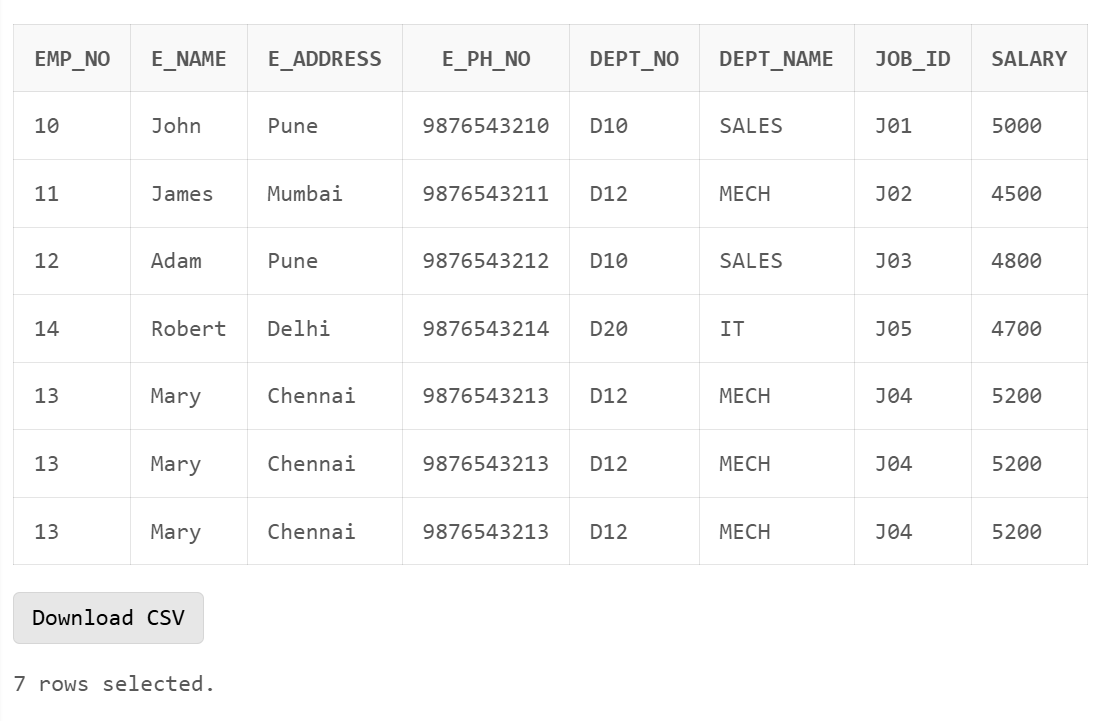 EMP_NO E_NAME E_ADDRESS E_PH_NO DEPT_NO DEPT_NAME JOB_ID SALARY
10 John Pune 9876543210 D10 SALES J01 5000
11 James Mumbai 9876543211 D12 MECH J02 4500
12 Adam Pune 9876543212 D10 SALES J03 4800
14 Robert Delhi 9876543214 D20 IT J05 4700
13 Mary Chennai 9876543213 D12 MECH J04 5200
13 Mary Chennai 9876543213 D12 MECH J04 5200
13 Mary Chennai 9876543213 D12 MECH J04 5200
Download CSV
7 rows selected.